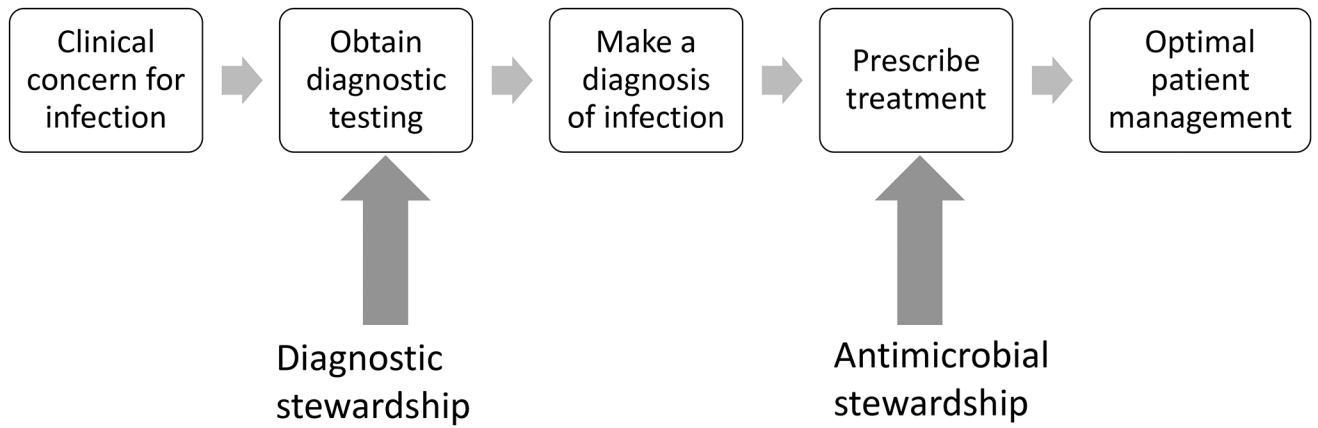 Clinical
concern for
infection
Obtain
diagnostic
testing
Make a
diagnosis
of infection
Prescribe
treatment
Optimal
patient
management
Diagnostic
stewardship
Antimicrobial
stewardship